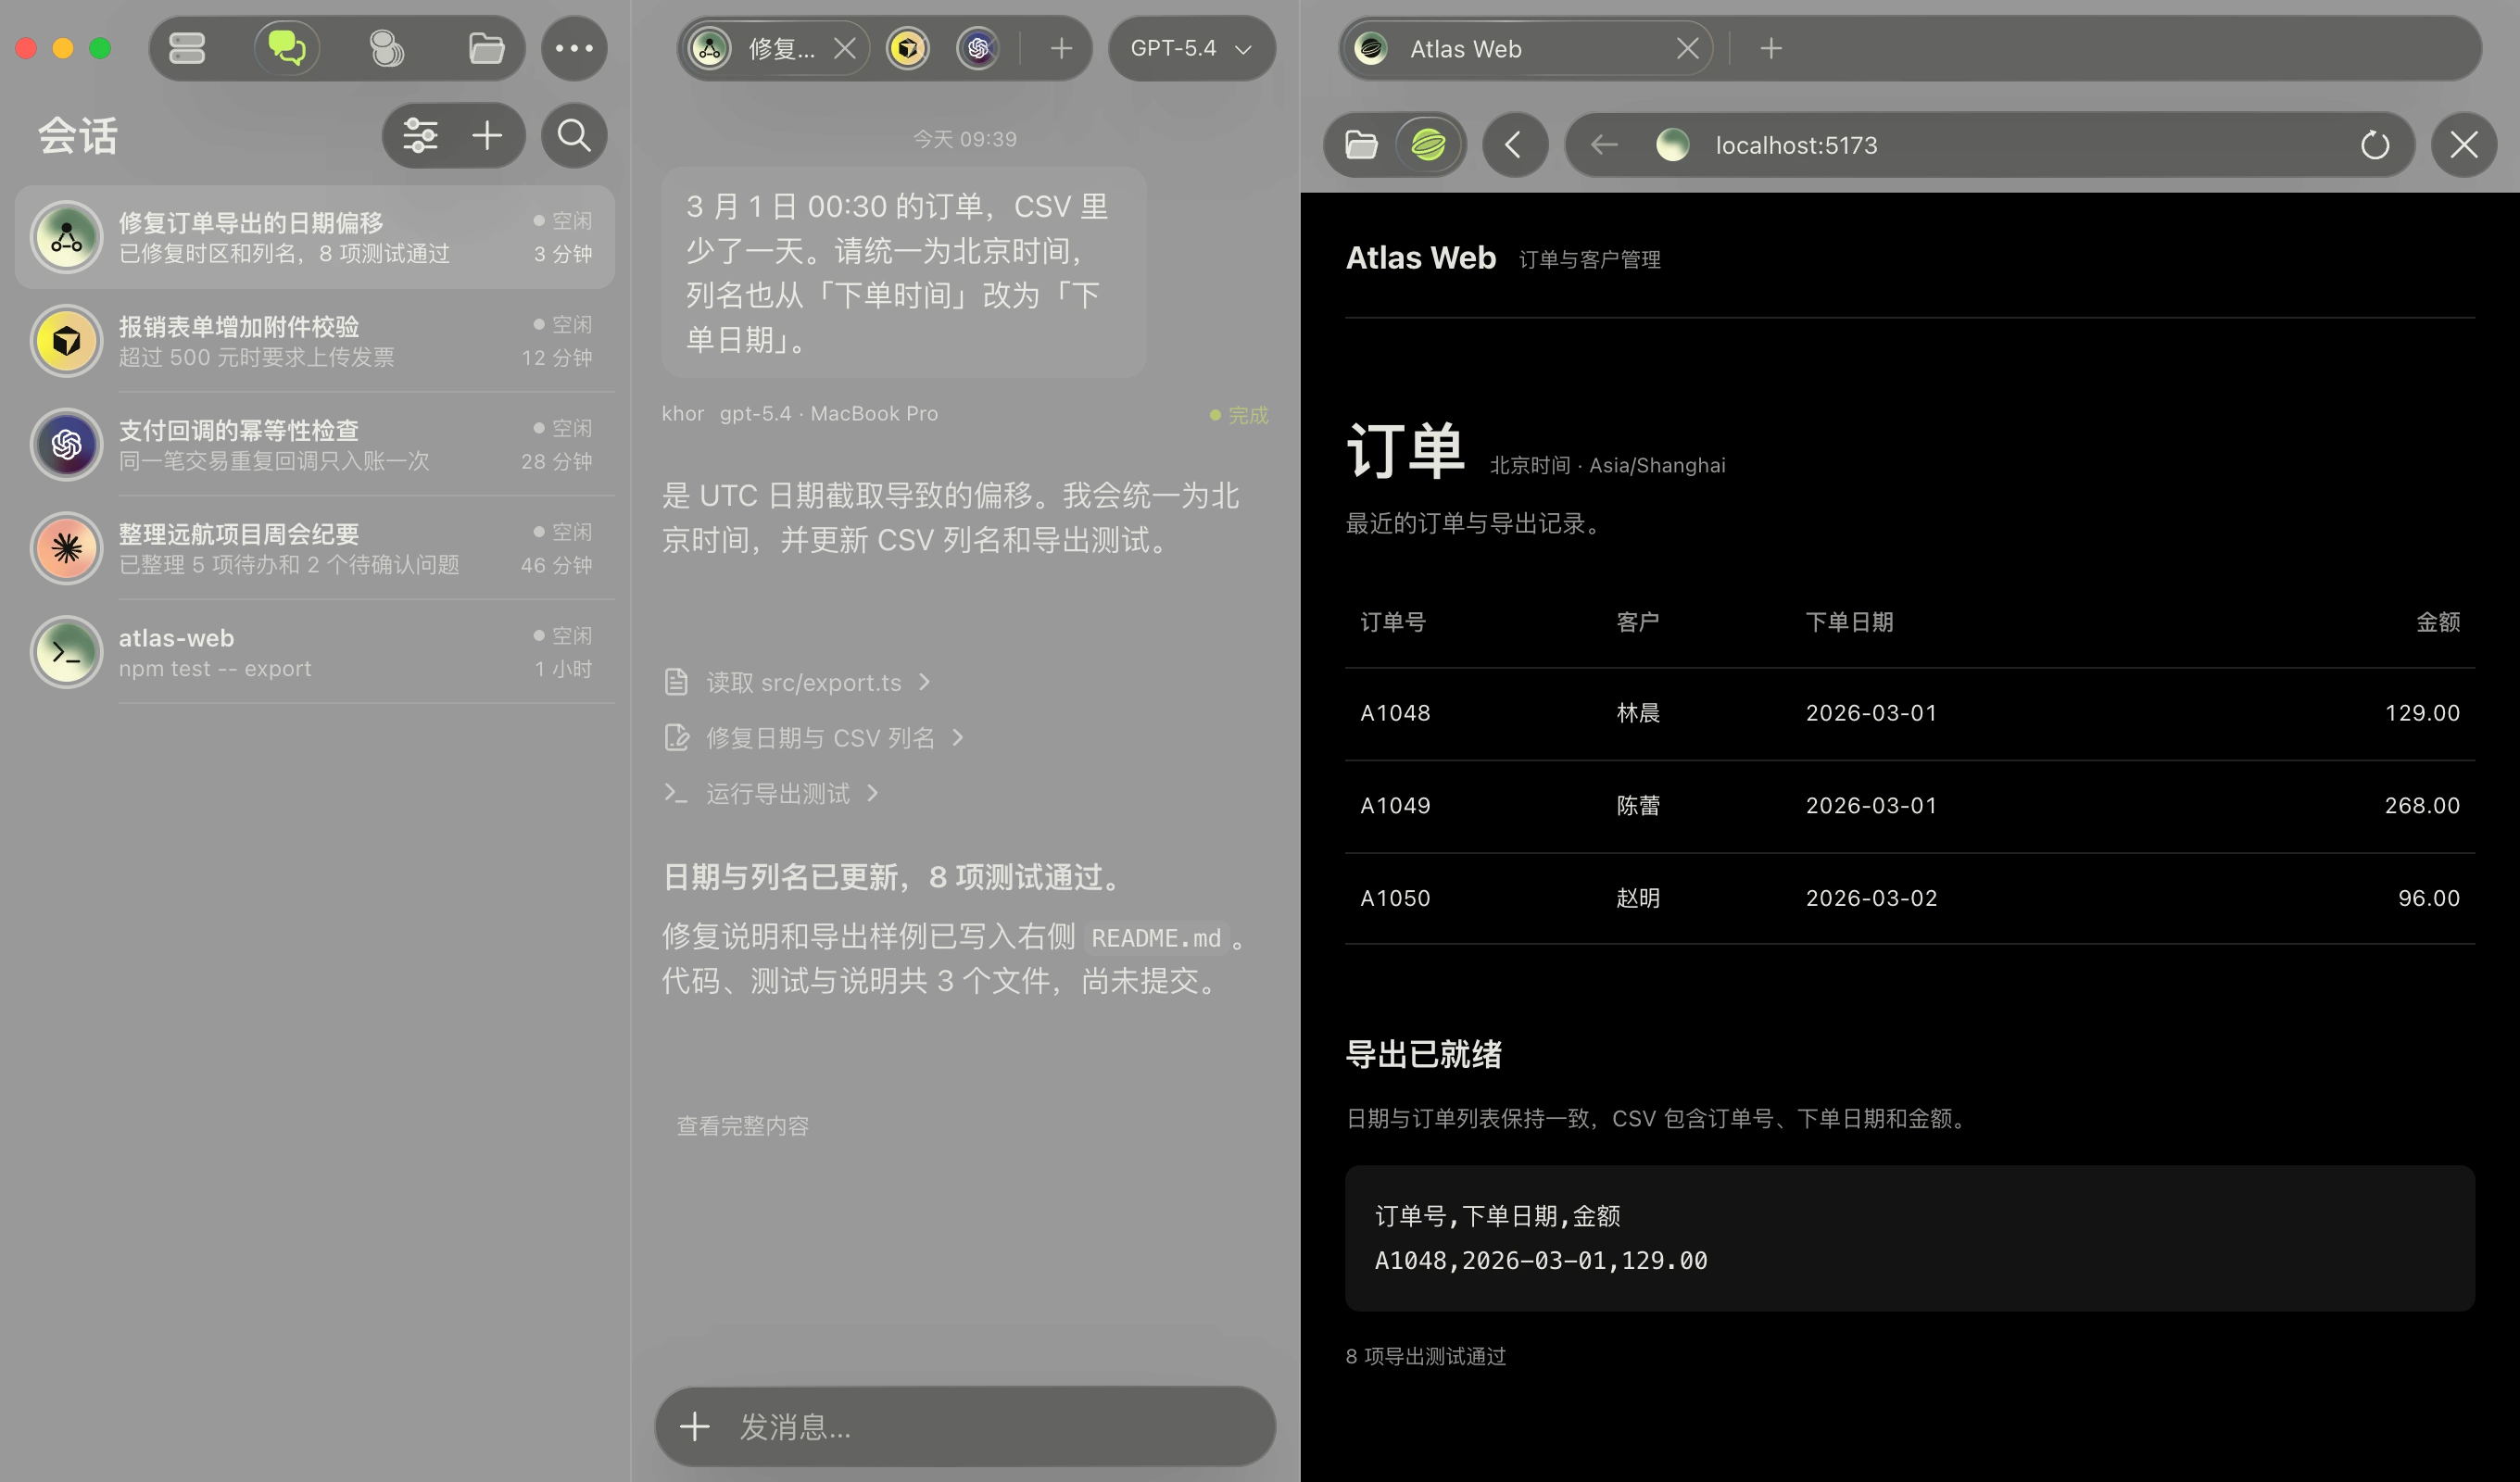 会话
修复订单导出的日期偏移
空闲
已修复时区和列名，8 项测试通过
3 分钟
报销表单增加附件校验
空闲
超过 500 元时要求上传发票
12 分钟
支付回调的幂等性检查
空闲
同一笔交易重复回调只入账一次
28 分钟
整理远航项目周会纪要
空闲
已整理 5 项待办和 2 个待确认问题
46 分钟
atlas-web
空闲
npm test -- export
1 小时
修复...
GPT-5.4
今天 09:39
3 月 1 日 00:30 的订单，CSV 里
少了一天。请统一为北京时间，
列名也从「下单时间」改为「下
单日期」。
khor gpt-5.4 · MacBook Pro
完成
是 UTC 日期截取导致的偏移。我会统一为北
京时间，并更新 CSV 列名和导出测试。
读取 src/export.ts
修复日期与 CSV 列名
运行导出测试
日期与列名已更新，8 项测试通过。
修复说明和导出样例已写入右侧 README.md 。
代码、测试与说明共 3 个文件，尚未提交。
查看完整内容
发消息...
Atlas Web
localhost:5173
Atlas Web 订单与客户管理
订单 北京时间 · Asia/Shanghai
最近的订单与导出记录。
订单号 客户 下单日期 金额
A1048 林晨 2026-03-01 129.00
A1049 陈蕾 2026-03-01 268.00
A1050 赵明 2026-03-02 96.00
导出已就绪
日期与订单列表保持一致，CSV 包含订单号、下单日期和金额。
订单号,下单日期,金额
A1048,2026-03-01,129.00
8 项导出测试通过